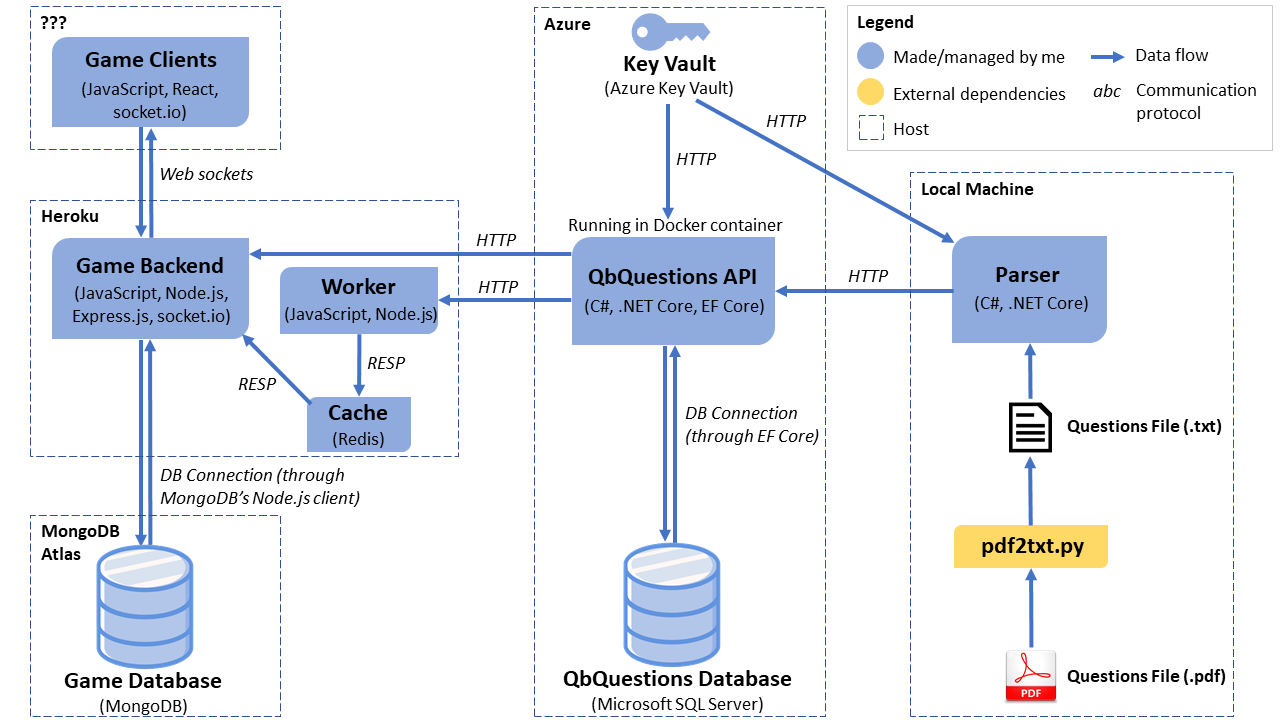 ???
Game Clients
(JavaScript, React,
socket.io)
Web sockets
Heroku
Game Backend
(JavaScript, Node.js,
Express.js, socket.io)
Worker
(JavaScript, Node.js)
RESP
RESP
Cache
(Redis)
DB Connection (through
MongoDB’s Node.js client)
MongoDB
Atlas
Game Database
(MongoDB)
Azure
Key Vault
(Azure Key Vault)
HTTP
HTTP
Running in Docker container
HTTP
HTTP
QbQuestions API
(C#, .NET Core, EF Core)
DB Connection
(through EF Core)
QbQuestions Database
(Microsoft SQL Server)
Legend
Made/managed by me
External dependencies
Host
Data flow
abc
Communication
protocol
Local Machine
HTTP
Parser
(C#, .NET Core)
Questions File (.txt)
pdf2txt.py
PDF
Questions File (.pdf)